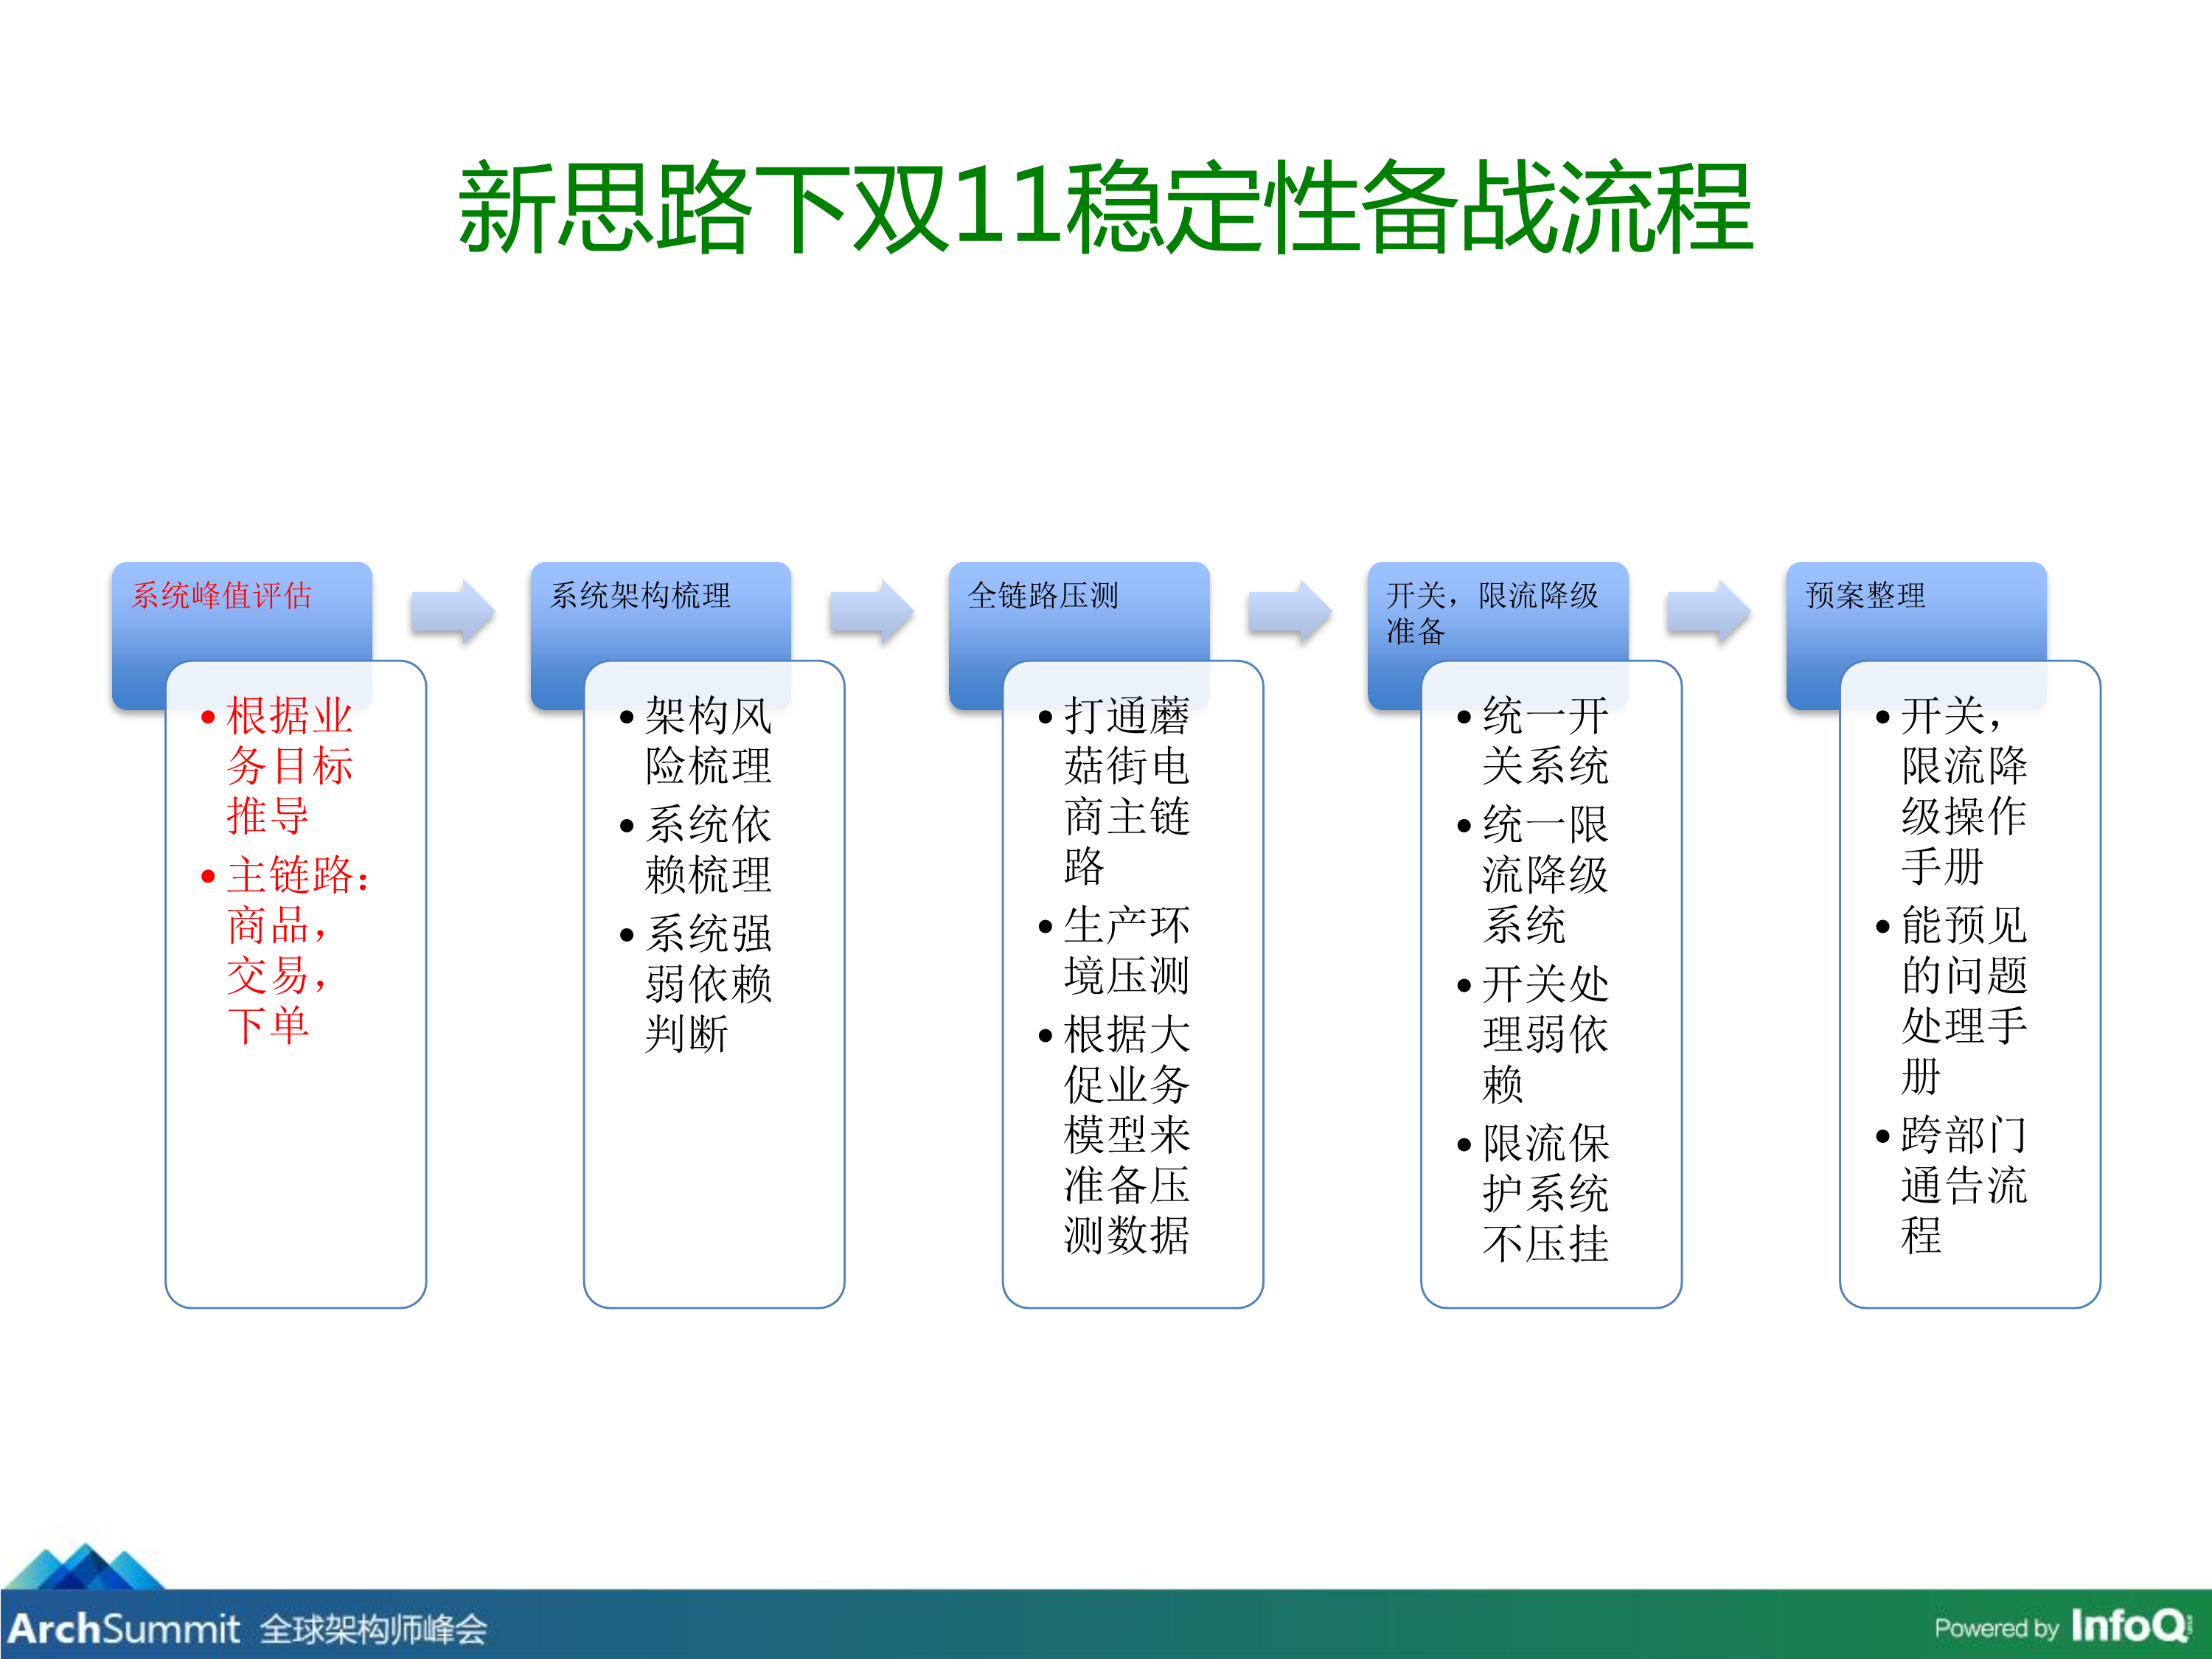 新思路下双11稳定性备战流程
系统峰值评估
• 根据业
务目标
推导
• 主链路：
商品，
交易，
下单
系统架构梳理
• 架构风
险梳理
• 系统依
赖梳理
• 系统强
弱依赖
判断
全链路压测
• 打通蘑
菇街电
商主链
路
• 生产环
境压测
• 根据大
促业务
模型来
准备压
测数据
开关，限流降级
准备
• 统一开
关系统
• 统一限
流降级
系统
• 开关处
理弱依
赖
• 限流保
护系统
不压挂
预案整理
• 开关，
限流降
级操作
手册
• 能预见
的问题
处理手
册
• 跨部门
通告流
程
ArchSummit 全球架构师峰会
Powered by InfoQ